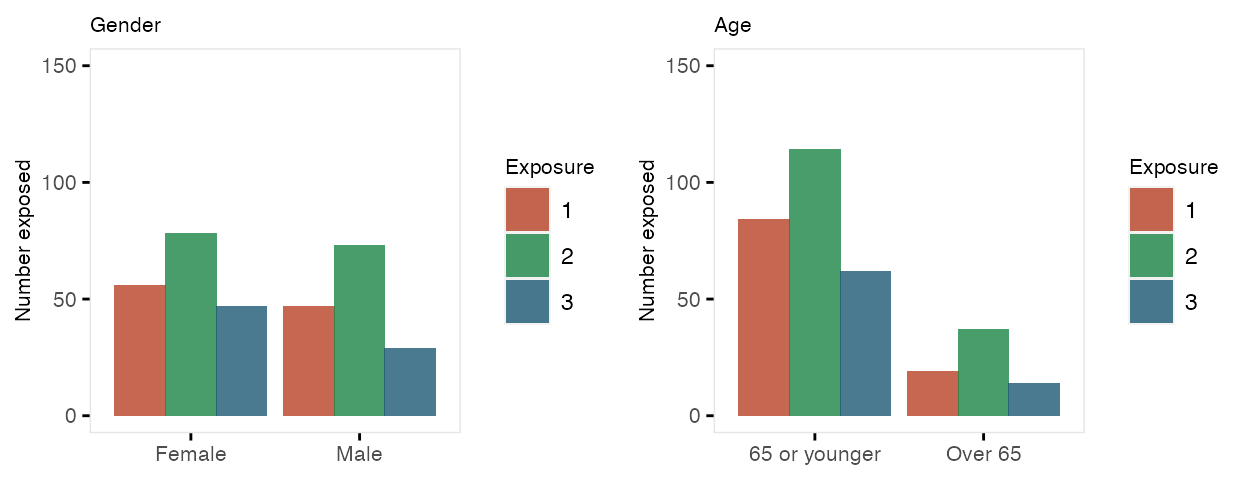 Gender
Number exposed
150
100
50
0
Female Male
Exposure
1
2
3
Age
Number exposed
150
100
50
0
65 or younger Over 65
Exposure
1
2
3